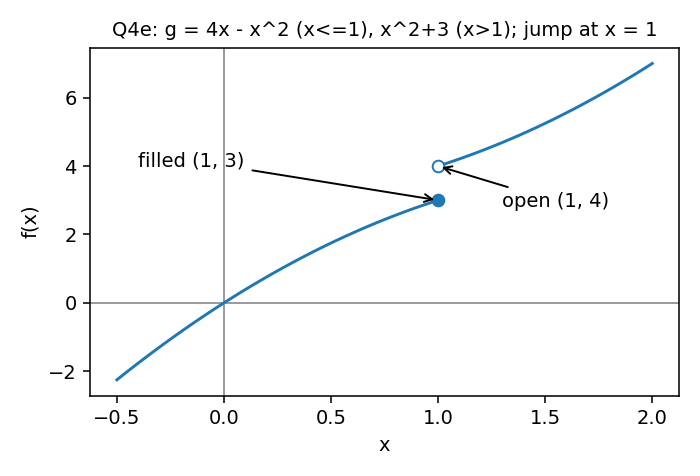 Q4e: g = 4x - x^2 (x<=1), x^2+3 (x>1); jump at x = 1
f(x)
6
4
2
0
−2
filled (1, 3)
open (1, 4)
−0.5
0.0
0.5
1.0
1.5
2.0
x